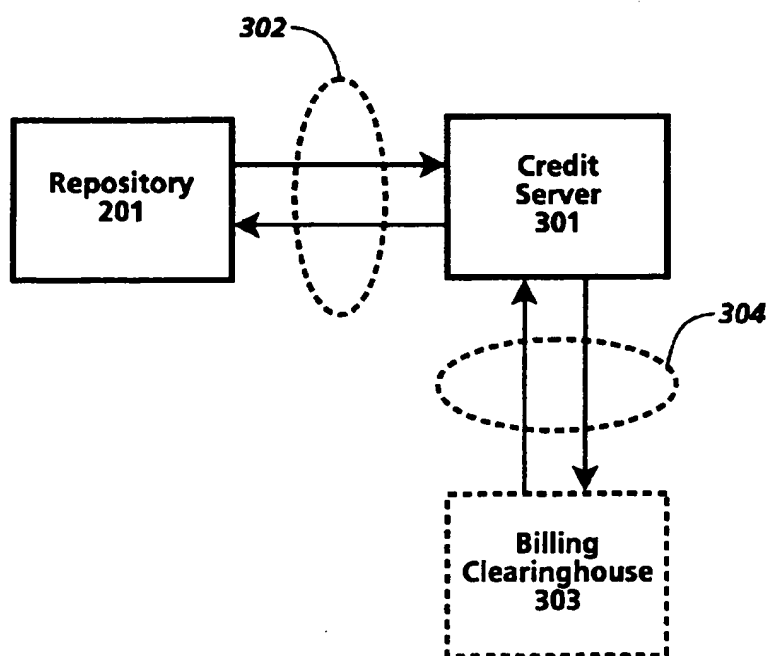 302
Repository
201
Credit
Server
301
304
Billing
Clearinghouse
303